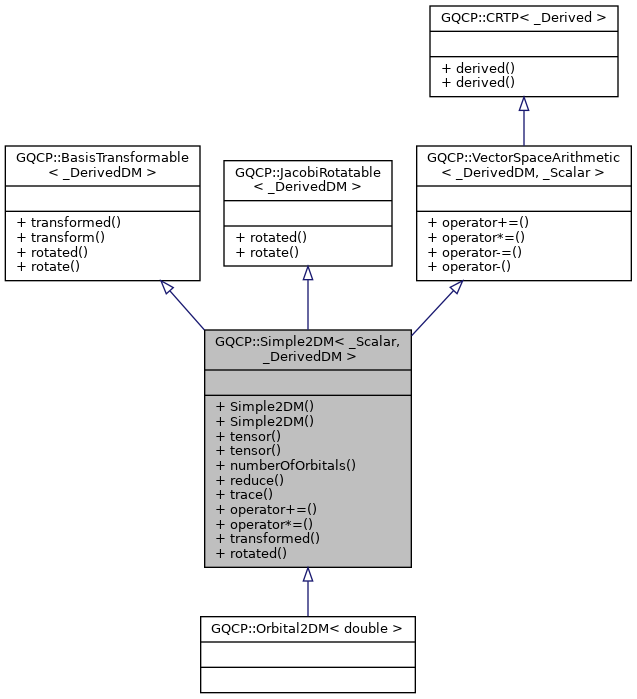 GQCP::CRTP< _Derived >
+ derived()
+ derived()
GQCP::BasisTransformable
< _DerivedDM >
+ transformed()
+ transform()
+ rotated()
+ rotate()
GQCP::JacobiRotatable
< _DerivedDM >
+ rotated()
+ rotate()
GQCP::VectorSpaceArithmetic
< _DerivedDM, _Scalar >
+ operator+=()
+ operator*=()
+ operator-=()
+ operator-()
GQCP::Simple2DM< _Scalar,
_DerivedDM >
+ Simple2DM()
+ Simple2DM()
+ tensor()
+ tensor()
+ numberOfOrbitals()
+ reduce()
+ trace()
+ operator+=()
+ operator*=()
+ transformed()
+ rotated()
GQCP::Orbital2DM< double >